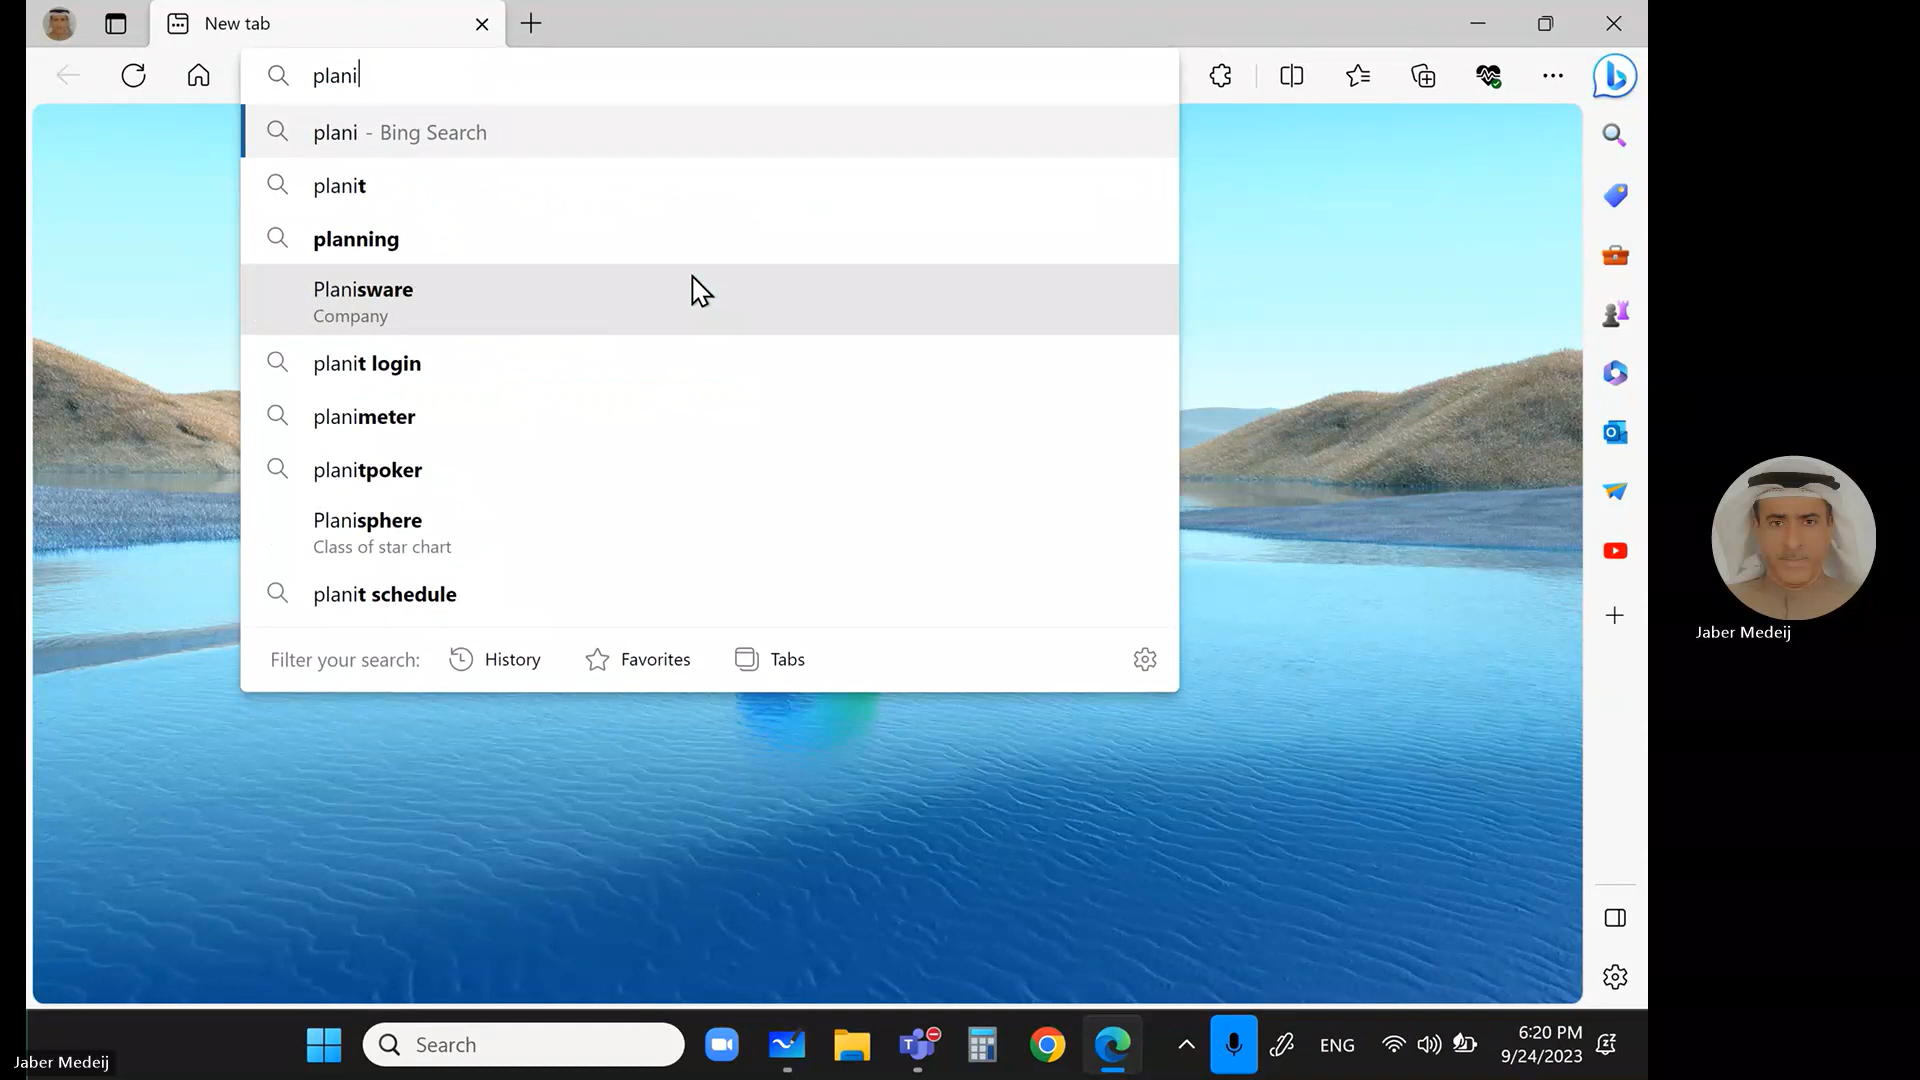 New tab
plani
plani - Bing Search
planit
planning
Planisware
Company
planit login
planimeter
planitpoker
Planisphere
Class of star chart
planit schedule
Filter your search: History Favorites Tabs
Jaber Medeij
Search
ENG
6:20 PM
9/24/2023
Jaber Medeij